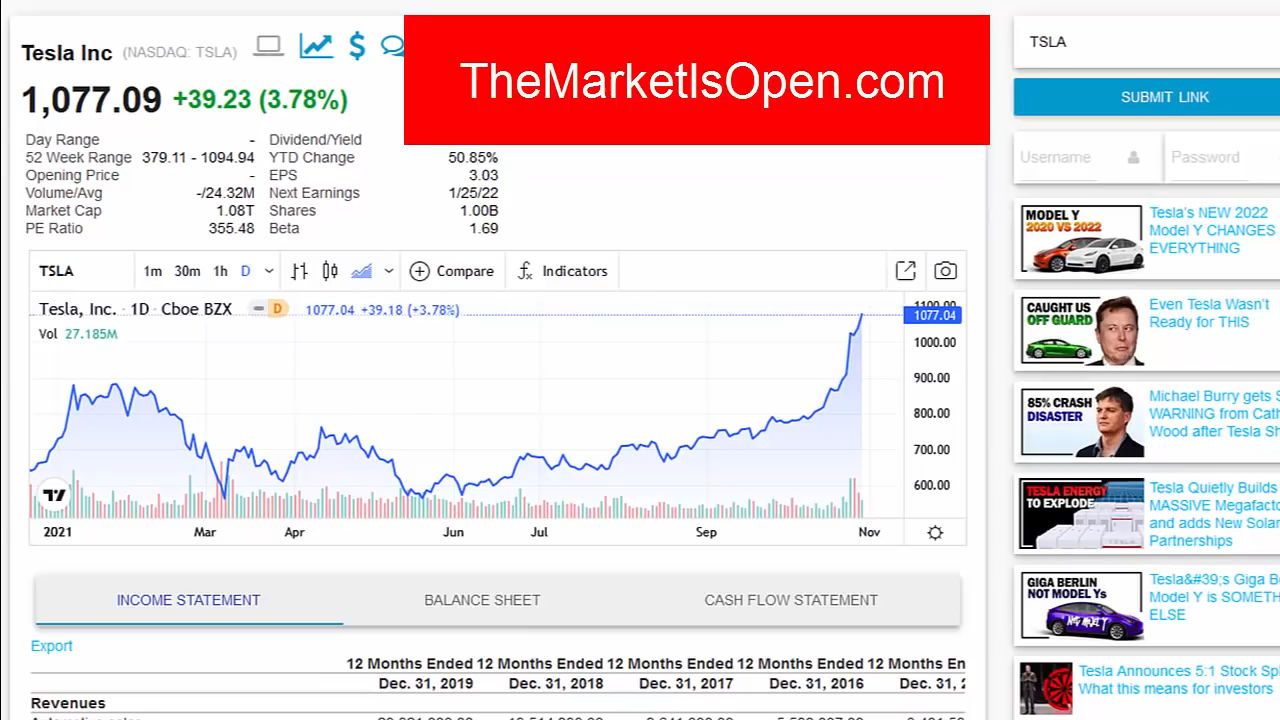 Tesla Inc (NASDAQ: TSLA)
TheMarketIsOpen.com
1,077.09 +39.23 (3.78%)
Day Range - Dividend/Yield
52 Week Range 379.11 - 1094.94 YTD Change 50.85%
Opening Price - EPS 3.03
Volume/Avg -/24.32M Next Earnings 1/25/22
Market Cap 1.08T Shares 1.00B
PE Ratio 355.48 Beta 1.69
TSLA 1m 30m 1h D Compare Indicators
Tesla, Inc. · 1D · Cboe BZX D 1077.04 +39.18 (+3.78%)
Vol 27.185M
1100.00
1077.04
1000.00
900.00
800.00
700.00
600.00
2021 Mar Apr Jun Jul Sep Nov
INCOME STATEMENT BALANCE SHEET CASH FLOW STATEMENT
Export
12 Months Ended 12 Months Ended 12 Months Ended 12 Months Ended 12 Months En
Dec. 31, 2019 Dec. 31, 2018 Dec. 31, 2017 Dec. 31, 2016 Dec. 31, 2
Revenues
TSLA
SUBMIT LINK
Username Password
MODEL Y
2020 VS 2022
Tesla's NEW 2022
Model Y CHANGES
EVERYTHING
CAUGHT US
OFF GUARD
Even Tesla Wasn't
Ready for THIS
85% CRASH
DISASTER
Michael Burry gets S
WARNING from Cath
Wood after Tesla Sh
TESLA ENERGY
TO EXPLODE
Tesla Quietly Builds
MASSIVE Megafacto
and adds New Solar
Partnerships
GIGA BERLIN
NOT MODEL Ys
NOT MODEL Y
Tesla&#39;s Giga Be
Model Y is SOMETH
ELSE
Tesla Announces 5:1 Stock Spl
What this means for investors